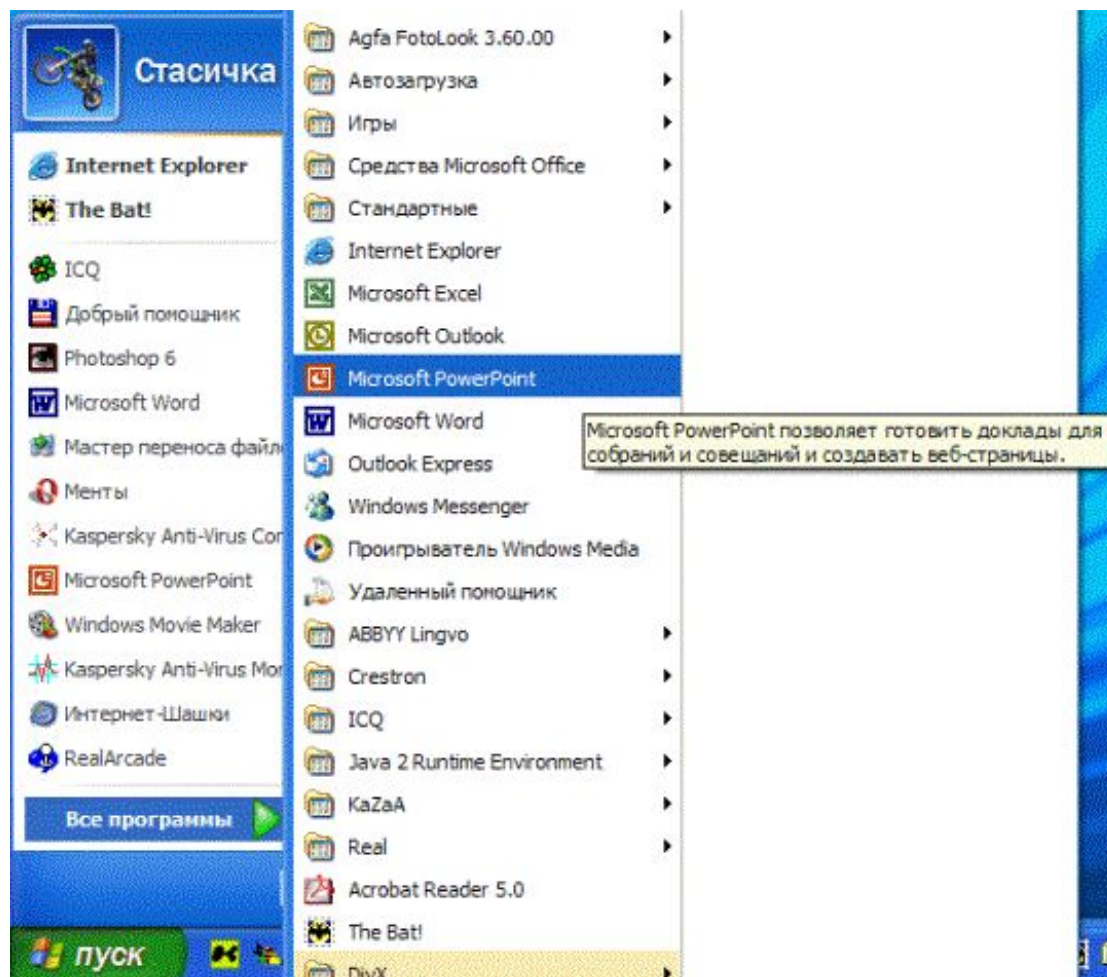 Стасичка
Internet Explorer
The Bat!
ICQ
Добрый помощник
Photoshop 6
Microsoft Word
Мастер переноса файл
Менты
Kaspersky Anti-Virus Con
Microsoft PowerPoint
Windows Movie Maker
Kaspersky Anti-Virus Mon
Интернет-Шашки
RealArcade
Все программы
пуск
Agfa FotoLook 3.60.00
Автозагрузка
Игры
Средства Microsoft Office
Стандартные
Internet Explorer
Microsoft Excel
Microsoft Outlook
Microsoft PowerPoint
Microsoft Word
Outlook Express
Windows Messenger
Проигрыватель Windows Media
Удаленный помощник
ABBYY Lingvo
Crestron
ICQ
Java 2 Runtime Environment
KaZaA
Real
Acrobat Reader 5.0
The Bat!
DivX
Microsoft PowerPoint позволяет готовить доклады для
собраний и совещаний и создавать веб-страницы.